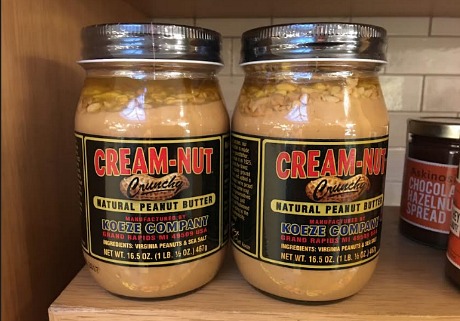 CREAM-NUT
Crunchy
NATURAL PEANUT BUTTER
MANUFACTURED BY
KOEZE COMPANY
GRAND RAPIDS MI 49509 USA
INGREDIENTS: VIRGINIA PEANUTS & SEA SALT
NET WT. 16.5 OZ. (1 LB. ½ OZ.) 467g
CREAM-NUT
Crunchy
NATURAL PEANUT BUTTER
MANUFACTURED BY
KOEZE COMPANY
GRAND RAPIDS MI 49509 USA
INGREDIENTS: VIRGINIA PEANUTS & SEA SALT
NET WT. 16.5 OZ. (1 LB. ½ OZ.) 467g
Askino
CHOCOLA
HAZELNU
SPREAD